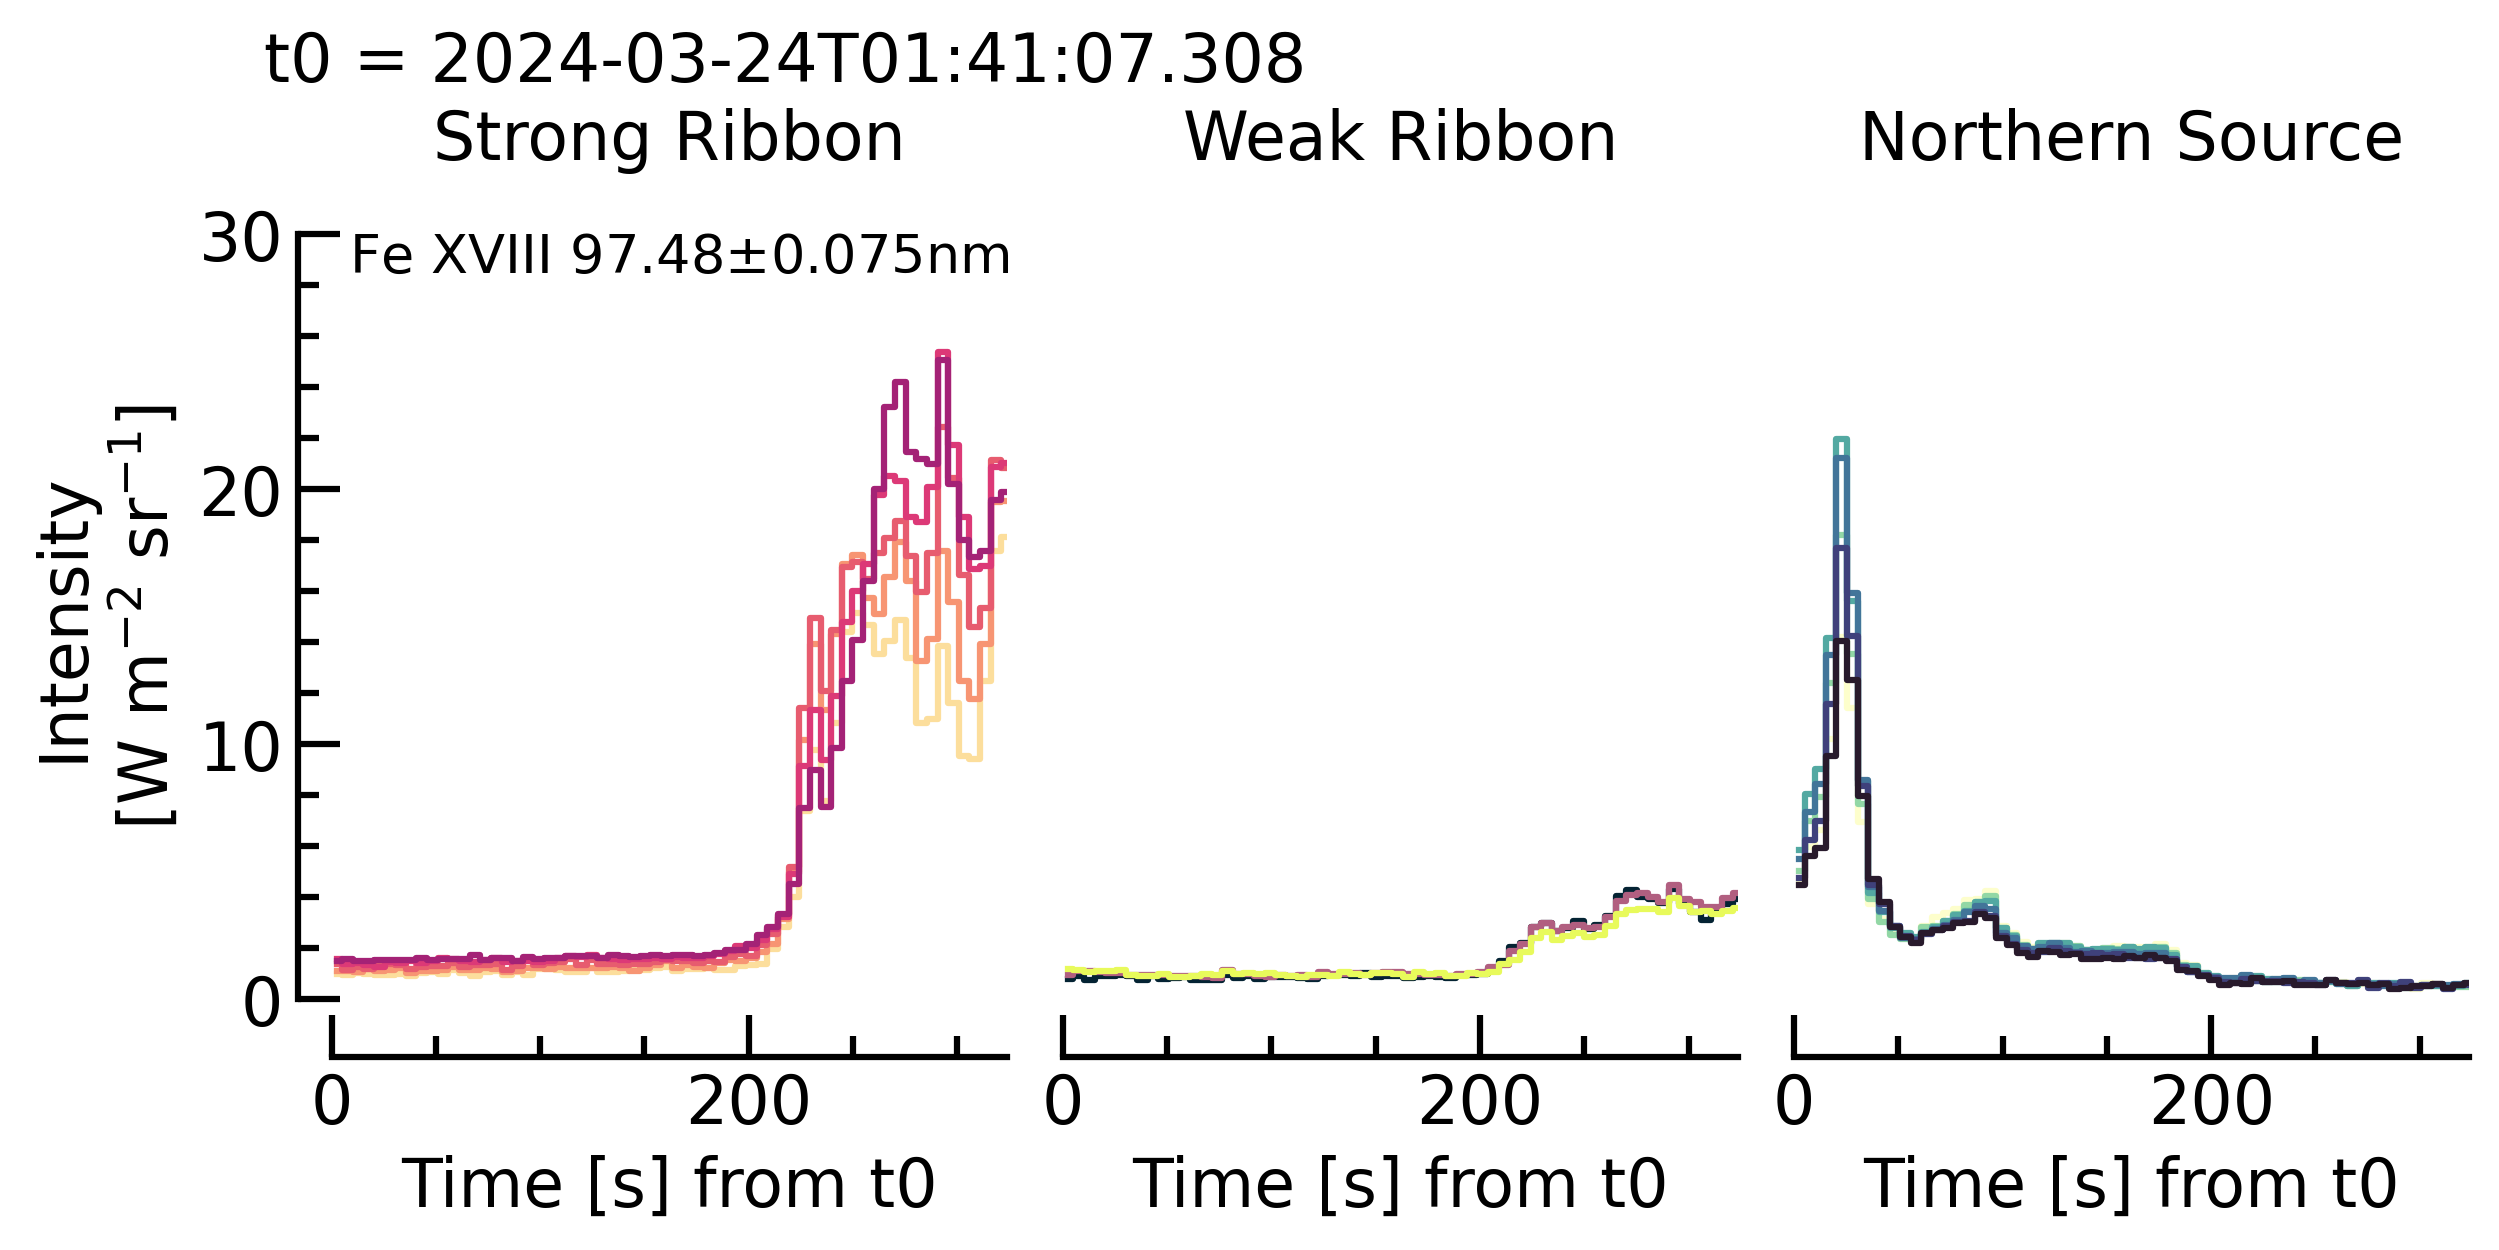 t0 = 2024-03-24T01:41:07.308
Strong Ribbon
Weak Ribbon
Northern Source
Fe XVIII 97.48±0.075nm
Intensity
[W m⁻² sr⁻¹]
30
20
10
0
0 200
0 200
0 200
Time [s] from t0
Time [s] from t0
Time [s] from t0